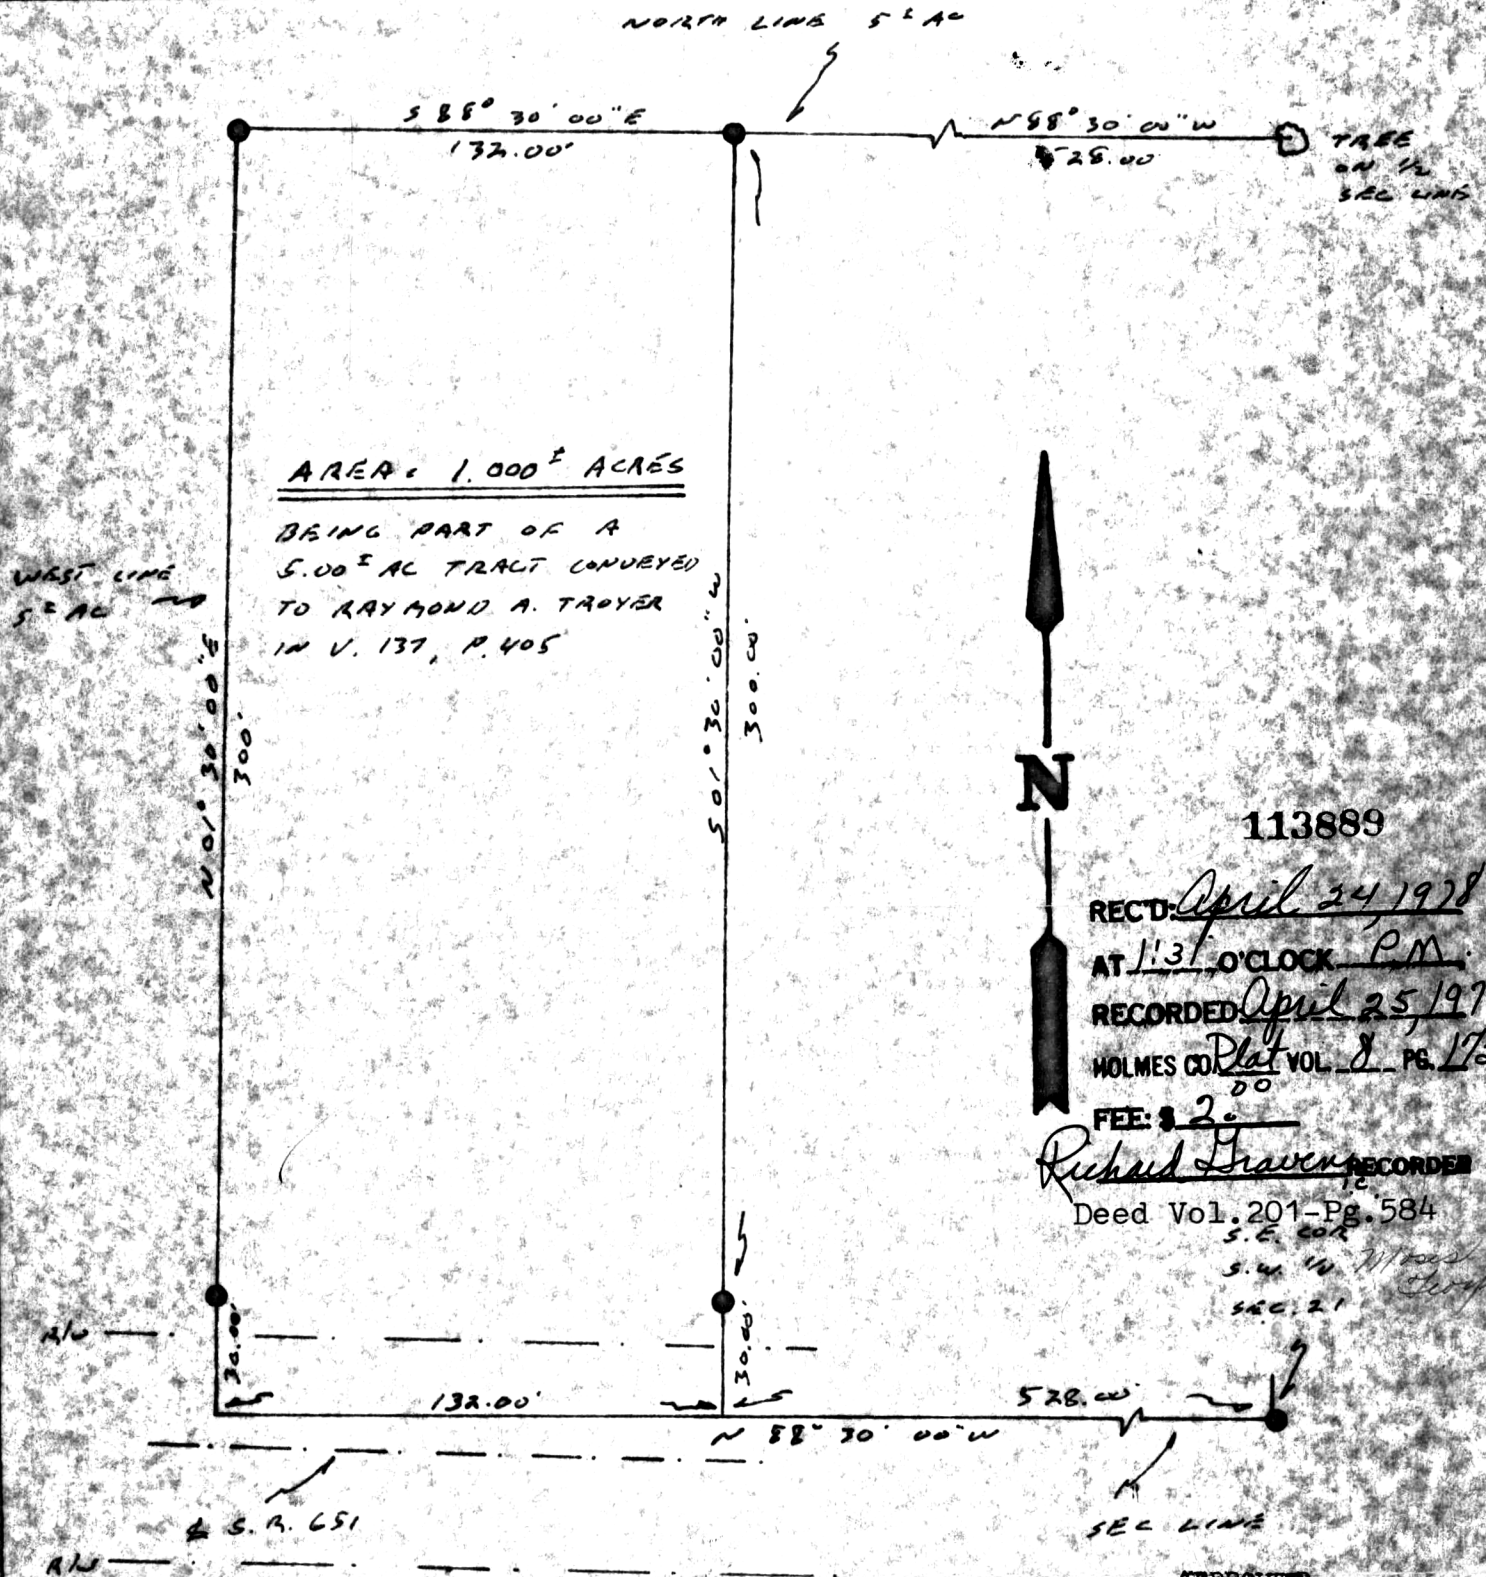 NORTH LINE 5± AC
S 88° 30' 00" E
132.00'
N 88° 30' 00" W
528.00
TREE
ON 1/2
SEC LINE
AREA: 1.000± ACRES
BEING PART OF A
5.00± AC TRACT CONVEYED
TO RAYMOND A. TROYER
IN V. 137, P. 405
WEST LINE
5± AC
N 01° 30' 00" E
300'
S 01° 30' 00" W
300.00'
N
113889
REC'D: April 24, 1978
AT 1:31 O'CLOCK P.M.
RECORDED April 25, 197
HOLMES CO. Plat VOL. 8 PG. 17
FEE: $ 2.00
Richard Graven RECORDER
Deed Vol. 201-Pg. 584
S.E. COR
S.W. 1/4
Moses
SEC. 21
R/W
30.00'
30.00'
132.00'
528.00'
N 88° 30' 00" W
℄ S.R. 651
SEC LINE
R/W